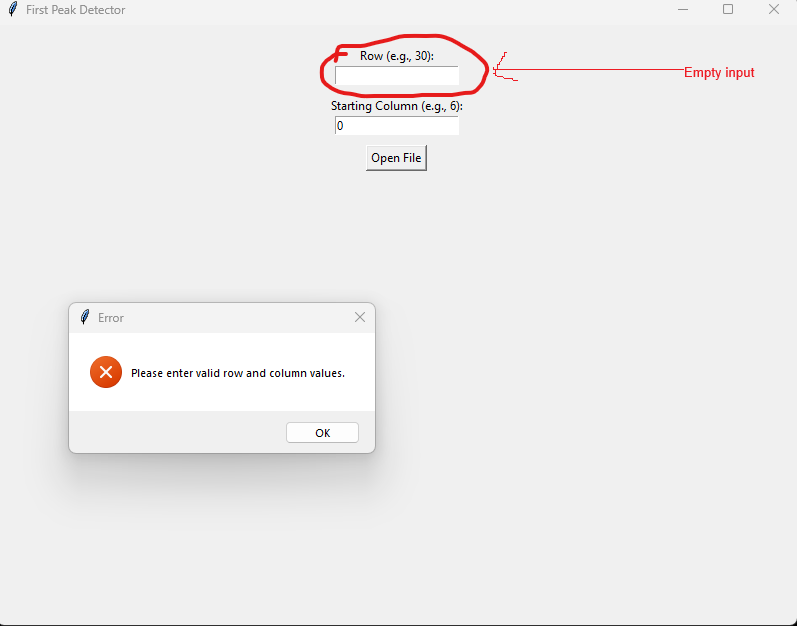 First Peak Detector
Row (e.g., 30):
Empty input
Starting Column (e.g., 6):
0
Open File
Error
Please enter valid row and column values.
OK